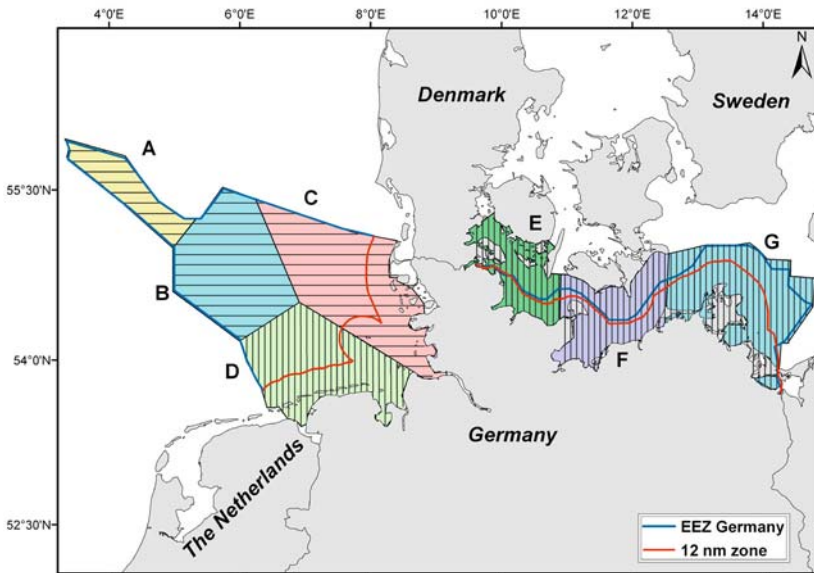 4°0'E 6°0'E 8°0'E 10°0'E 12°0'E 14°0'E
N
Denmark
Sweden
A
55°30'N
C
E
G
B
D
54°0'N
F
Germany
The Netherlands
52°30'N
EEZ Germany
12 nm zone